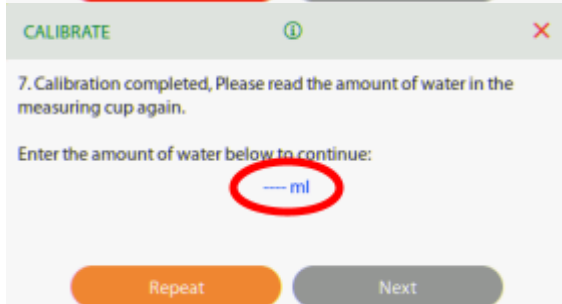 CALIBRATE
7. Calibration completed, Please read the amount of water in the
measuring cup again.
Enter the amount of water below to continue:
---- ml
Repeat
Next